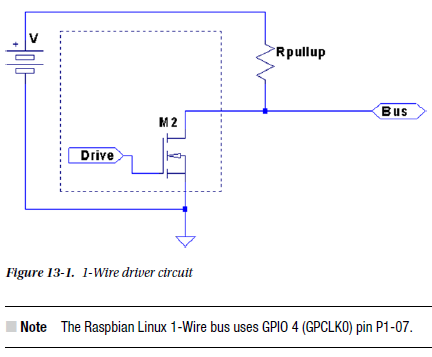 + V
Rpullup
Bus
M2
Drive
Figure 13-1. 1-Wire driver circuit
Note The Raspbian Linux 1-Wire bus uses GPIO 4 (GPCLK0) pin P1-07.